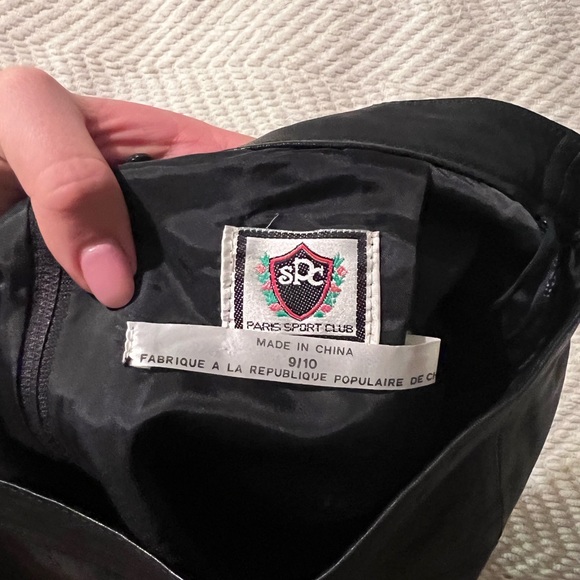 SPC
PARIS SPORT CLUB
MADE IN CHINA
9/10
FABRIQUE A LA REPUBLIQUE POPULAIRE DE CH